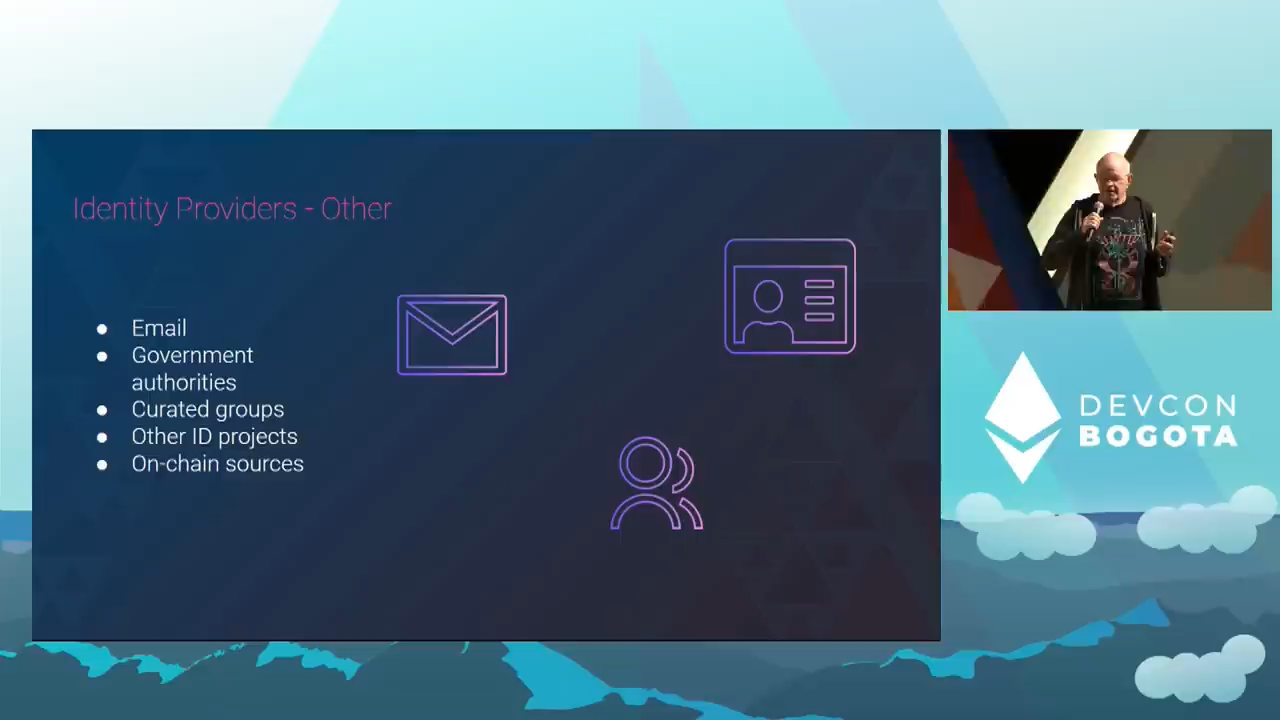 Identity Providers - Other
● Email
● Government
authorities
● Curated groups
● Other ID projects
● On-chain sources
DEVCON
BOGOTA